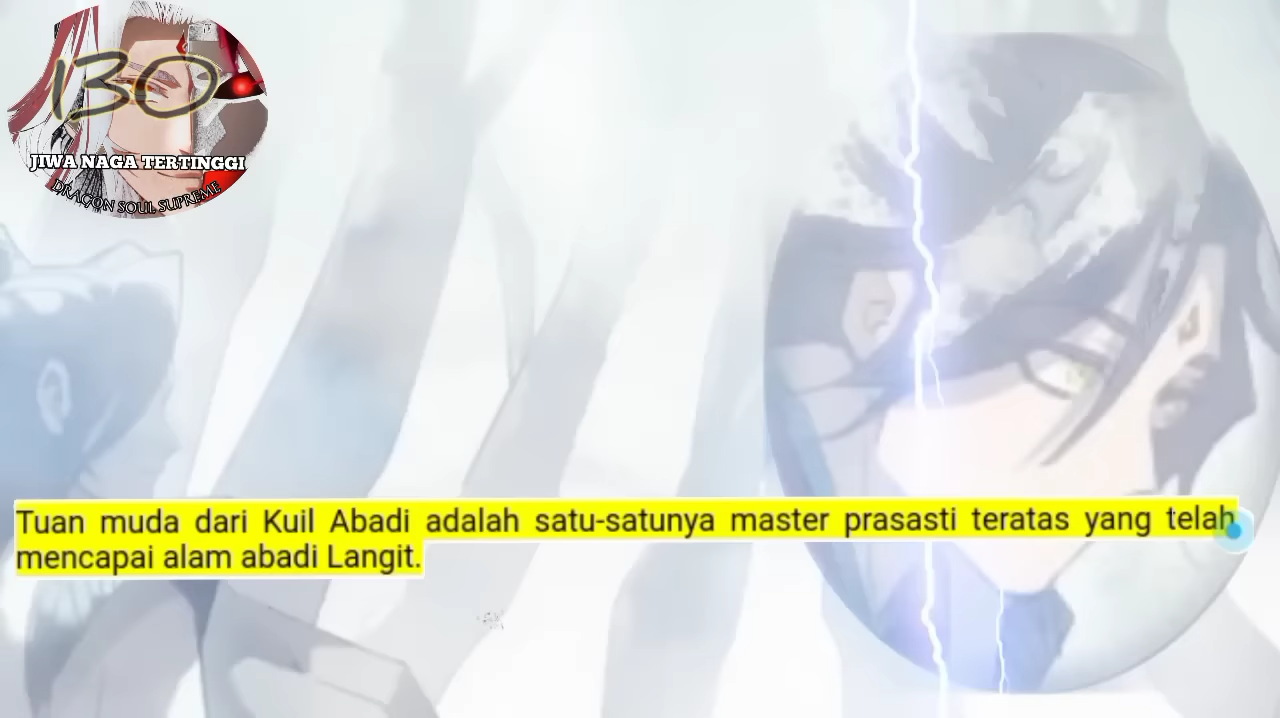 130
JIWA NAGA TERTINGGI
DRAGON SOUL SUPREME
Tuan muda dari Kuil Abadi adalah satu-satunya master prasasti teratas yang telah
mencapai alam abadi Langit.